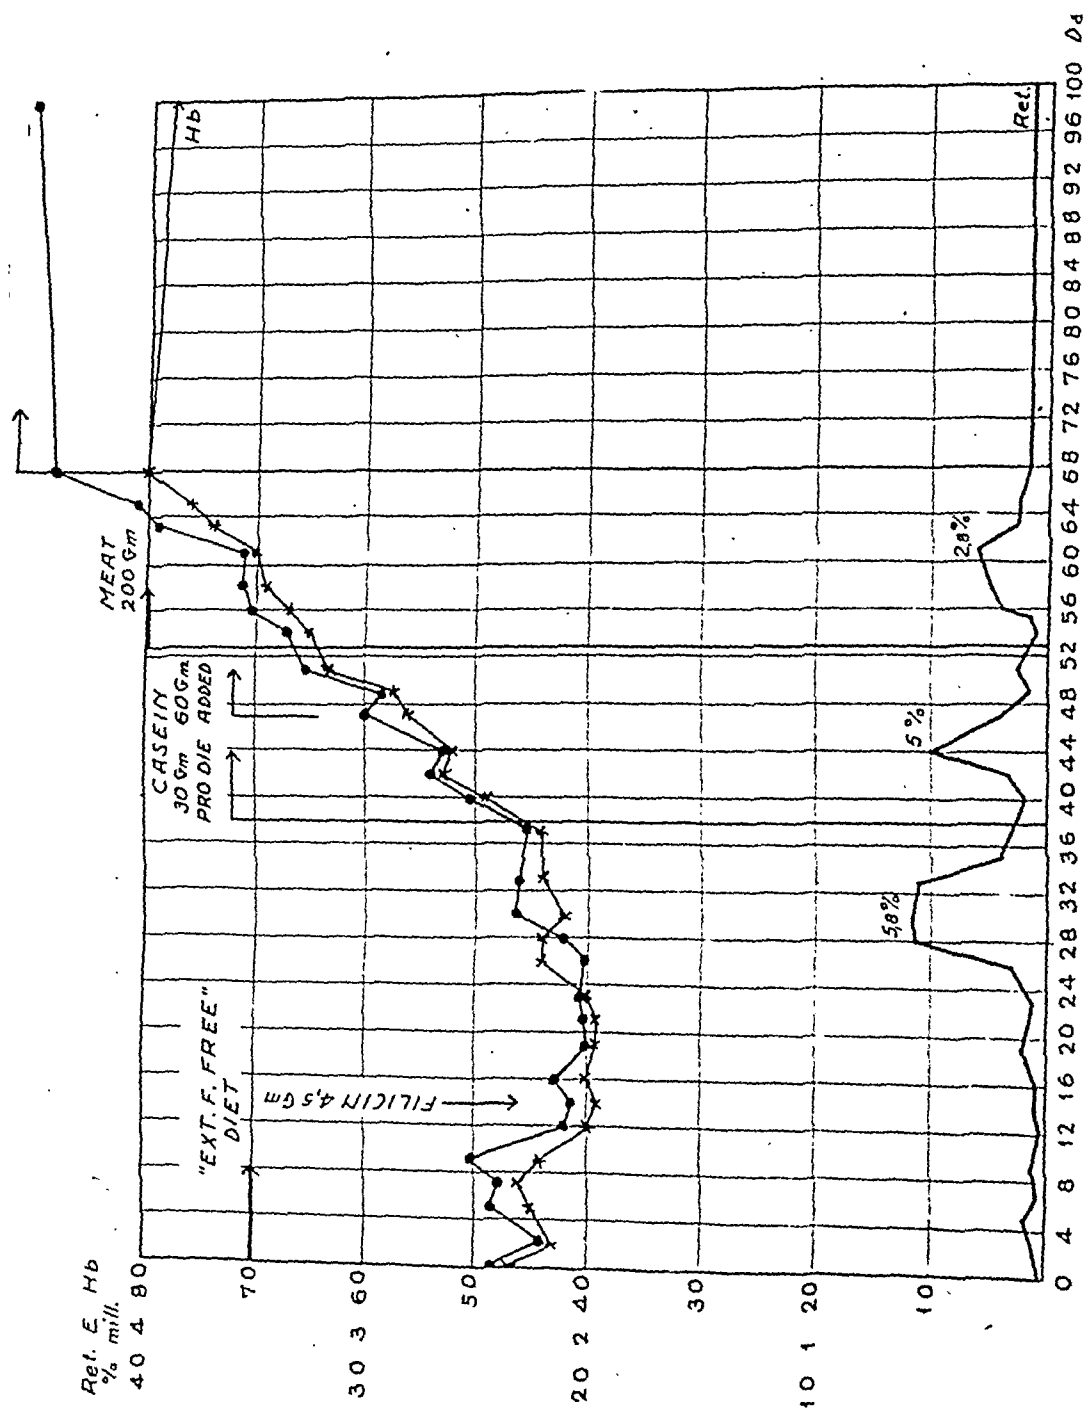 Ret. E Hb
‰ mill.
40 4 80
70
30 3 60
50
20 2 40
30
10 1 20
10
"EXT. F. FREE"
DIET
FILICIN 4,5 Gm
CASEIN
30 Gm 60 Gm
PRO DIE ADDED
MEAT
200 Gm
Hb
Ret.
5,8%
5%
2,8%
0 4 8 12 16 20 24 28 32 36 40 44 48 52 56 60 64 68 72 76 80 84 88 92 96 100